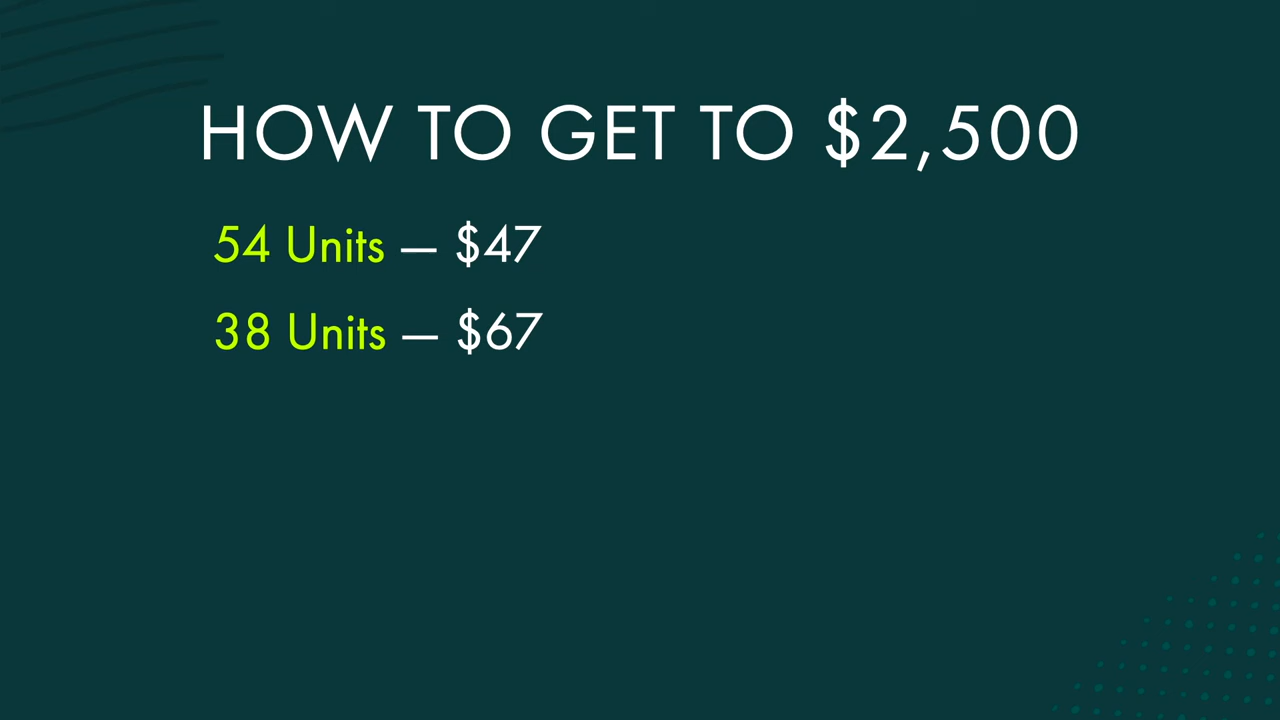 HOW TO GET TO $2,500
54 Units — $47
38 Units — $67